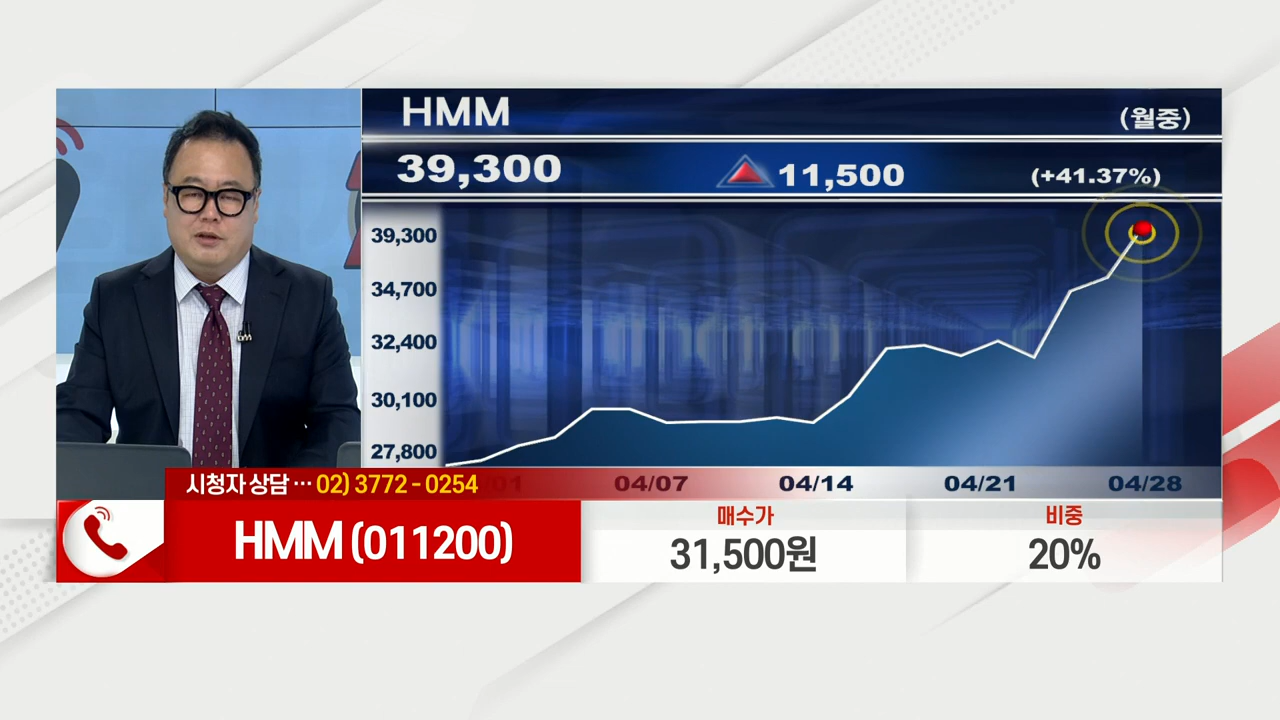 HMM
(월중)
39,300
11,500
(+41.37%)
39,300
34,700
32,400
30,100
27,800
04/07
04/14
04/21
04/28
시청자 상담 … 02) 3772 - 0254
HMM (011200)
매수가
31,500원
비중
20%